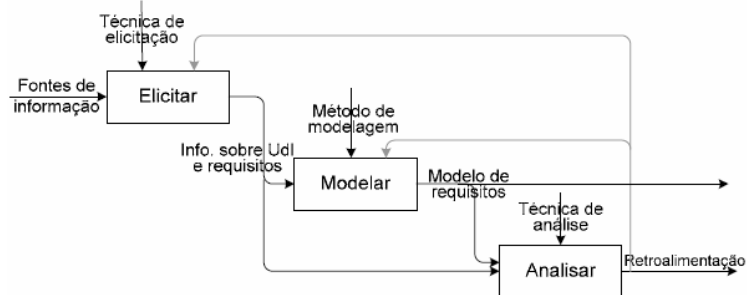 Técnica de
elicitação
Fontes de
informação
Elicitar
Método de
modelagem
Info. sobre UdI
e requisitos
Modelar
Modelo de
requisitos
Técnica de
análise
Analisar
Retroalimentação